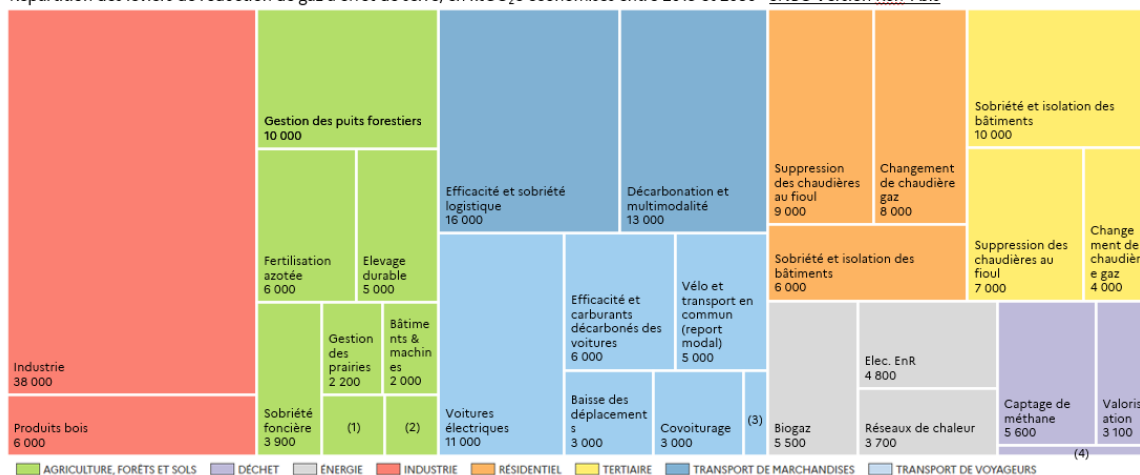 Industrie
38 000
Produits bois
6 000
Gestion des puits forestiers
10 000
Fertilisation
azotée
6 000
Elevage
durable
5 000
Sobriété
foncière
3 900
Gestion
des
prairies
2 200
Bâtime
nts &
machin
es
2 000
(1)
(2)
Efficacité et sobriété
logistique
16 000
Décarbonation et
multimodalité
13 000
Voitures
électriques
11 000
Efficacité et
carburants
décarbonés des
voitures
6 000
Vélo et
transport en
commun
(report
modal)
5 000
Baisse des
déplacement
s
3 000
Covoiturage
3 000
(3)
Suppression
des chaudières
au fioul
9 000
Changement
de chaudière
gaz
8 000
Sobriété et isolation des
bâtiments
6 000
Sobriété et isolation des
bâtiments
10 000
Suppression des
chaudières au
fioul
7 000
Change
ment de
chaudièr
e gaz
4 000
Biogaz
5 500
Elec. EnR
4 800
Réseaux de chaleur
3 700
Captage de
méthane
5 600
Valoris
ation
3 100
(4)
AGRICULTURE, FORÊTS ET SOLS
DÉCHET
ÉNERGIE
INDUSTRIE
RÉSIDENTIEL
TERTIAIRE
TRANSPORT DE MARCHANDISES
TRANSPORT DE VOYAGEURS